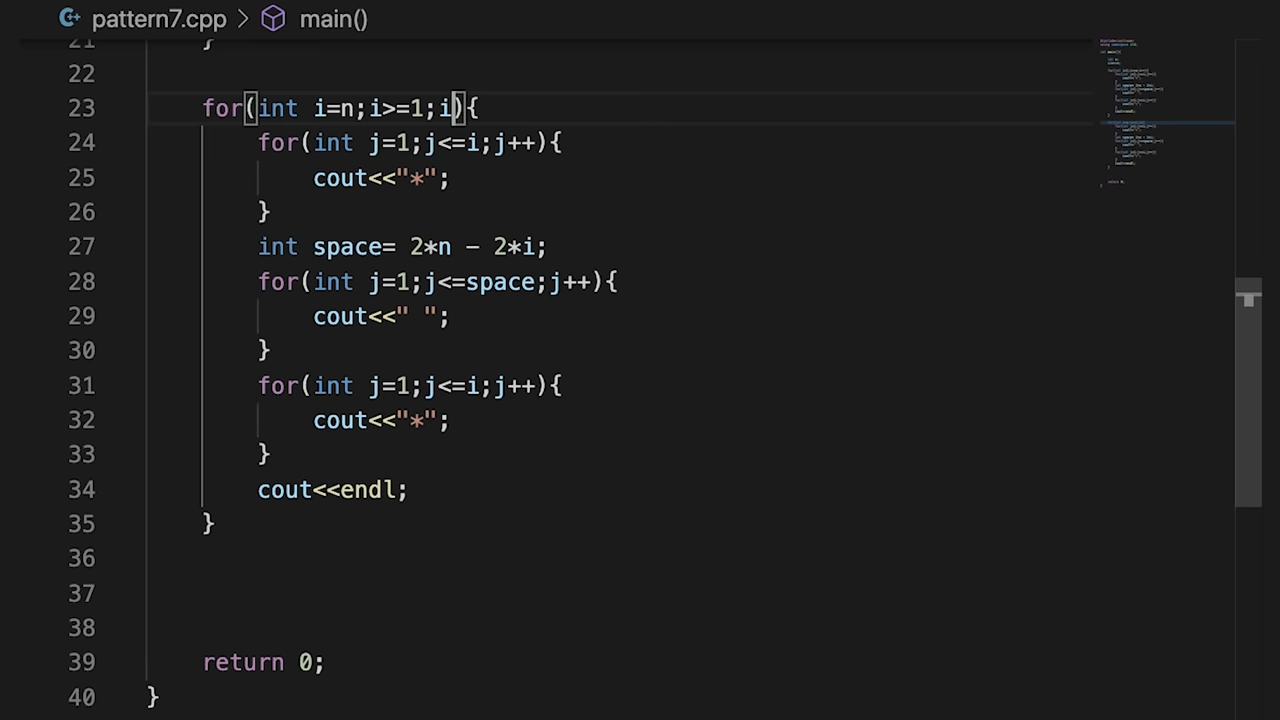 pattern7.cpp > main()
21 }
22
23 for(int i=n;i>=1;i){
24 for(int j=1;j<=i;j++){
25 cout<<"*";
26 }
27 int space= 2*n - 2*i;
28 for(int j=1;j<=space;j++){
29 cout<<" ";
30 }
31 for(int j=1;j<=i;j++){
32 cout<<"*";
33 }
34 cout<<endl;
35 }
36
37
38
39 return 0;
40 }